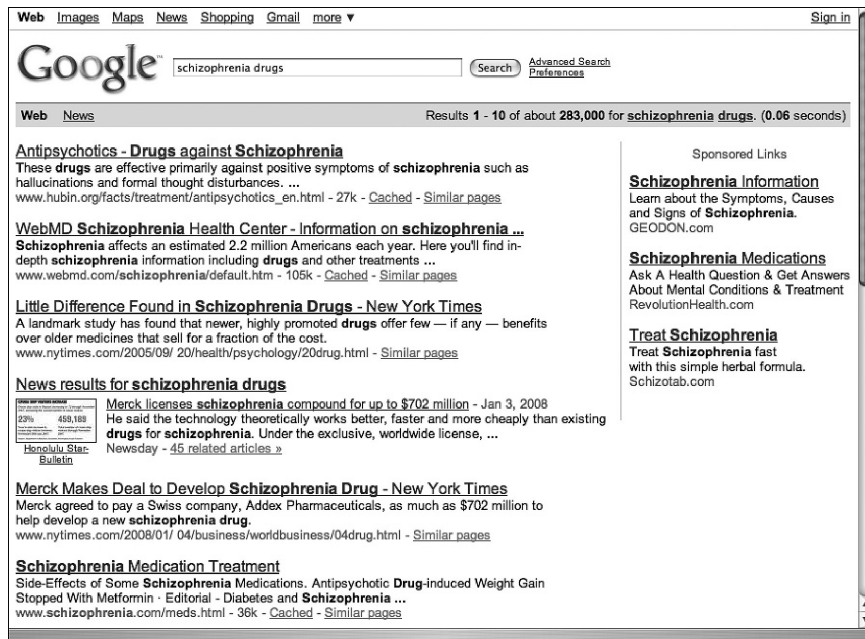 Web Images Maps News Shopping Gmail more ▼ Sign in
Google™ schizophrenia drugs Search Advanced Search
Preferences
Web News Results 1 - 10 of about 283,000 for schizophrenia drugs. (0.06 seconds)
Antipsychotics - Drugs against Schizophrenia
These drugs are effective primarily against positive symptoms of schizophrenia such as
hallucinations and formal thought disturbances. ...
www.hubin.org/facts/treatment/antipsychotics_en.html - 27k - Cached - Similar pages
WebMD Schizophrenia Health Center - Information on schizophrenia ...
Schizophrenia affects an estimated 2.2 million Americans each year. Here you'll find in-
depth schizophrenia information including drugs and other treatments ...
www.webmd.com/schizophrenia/default.htm - 105k - Cached - Similar pages
Little Difference Found in Schizophrenia Drugs - New York Times
A landmark study has found that newer, highly promoted drugs offer few — if any — benefits
over older medicines that sell for a fraction of the cost.
www.nytimes.com/2005/09/ 20/health/psychology/20drug.html - Similar pages
News results for schizophrenia drugs
23% 459,183
Honolulu Star-
Bulletin
Merck licenses schizophrenia compound for up to $702 million - Jan 3, 2008
He said the technology theoretically works better, faster and more cheaply than existing
drugs for schizophrenia. Under the exclusive, worldwide license, ...
Newsday - 45 related articles »
Merck Makes Deal to Develop Schizophrenia Drug - New York Times
Merck agreed to pay a Swiss company, Addex Pharmaceuticals, as much as $702 million to
help develop a new schizophrenia drug.
www.nytimes.com/2008/01/ 04/business/worldbusiness/04drug.html - Similar pages
Schizophrenia Medication Treatment
Side-Effects of Some Schizophrenia Medications. Antipsychotic Drug-induced Weight Gain
Stopped With Metformin · Editorial - Diabetes and Schizophrenia ...
www.schizophrenia.com/meds.html - 36k - Cached - Similar pages
Sponsored Links
Schizophrenia Information
Learn about the Symptoms, Causes
and Signs of Schizophrenia.
GEODON.com
Schizophrenia Medications
Ask A Health Question & Get Answers
About Mental Conditions & Treatment
RevolutionHealth.com
Treat Schizophrenia
Treat Schizophrenia fast
with this simple herbal formula.
Schizotab.com